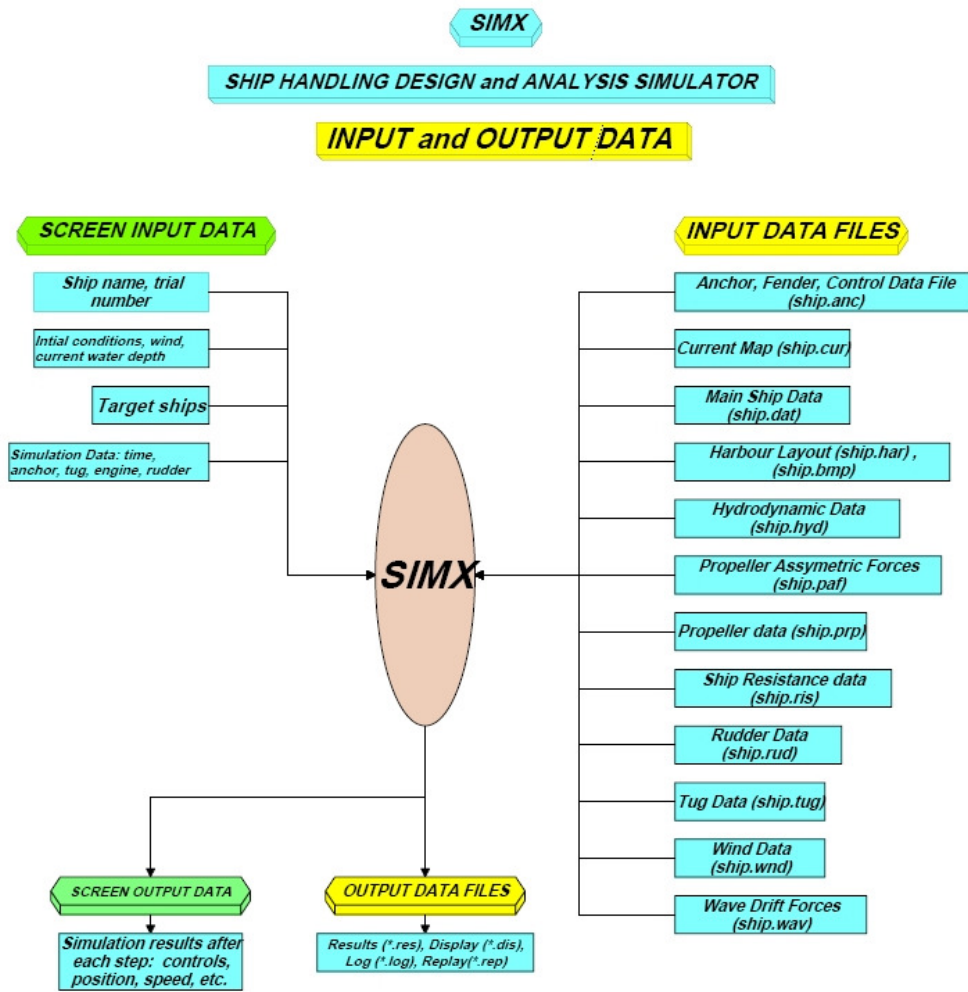 SIMX
SHIP HANDLING DESIGN and ANALYSIS SIMULATOR
INPUT and OUTPUT DATA
SCREEN INPUT DATA
Ship name, trial
number
Intial conditions, wind,
current water depth
Target ships
Simulation Data: time,
anchor, tug, engine, rudder
SIMX
INPUT DATA FILES
Anchor, Fender, Control Data File
(ship.anc)
Current Map (ship.cur)
Main Ship Data
(ship.dat)
Harbour Layout (ship.har) ,
(ship.bmp)
Hydrodynamic Data
(ship.hyd)
Propeller Assymetric Forces
(ship.paf)
Propeller data (ship.prp)
Ship Resistance data
(ship.ris)
Rudder Data
(ship.rud)
Tug Data (ship.tug)
Wind Data
(ship.wnd)
Wave Drift Forces
(ship.wav)
SCREEN OUTPUT DATA
Simulation results after
each step: controls,
position, speed, etc.
OUTPUT DATA FILES
Results (*.res), Display (*.dis),
Log (*.log), Replay(*.rep)